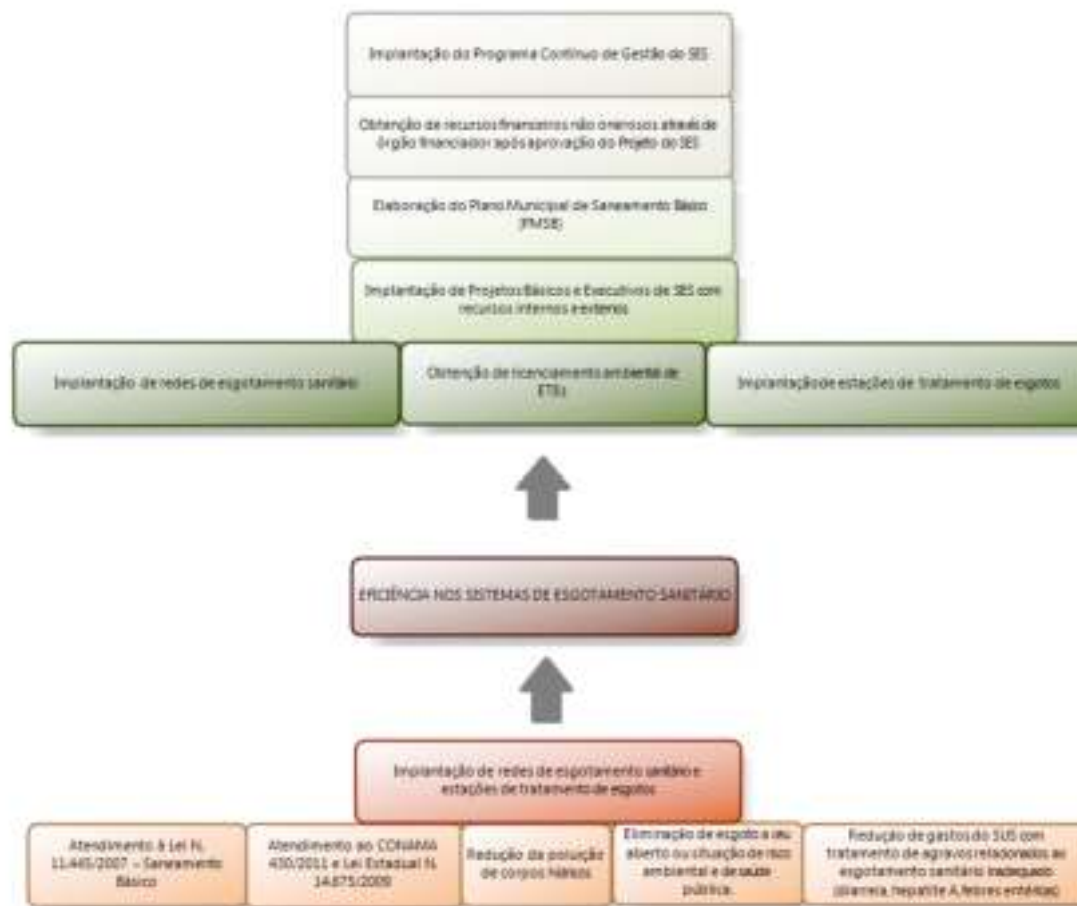 Implantação do Programa Contínuo de Gestão do SES
Obtenção de recursos financeiros não onerosos através de
órgão financiador após aprovação do Projeto do SES
Elaboração do Plano Municipal de Saneamento Básico
(PMSB)
Implantação de Projetos Básicos e Executivos de SES com
recursos internos e externos
Implantação de redes de esgotamento sanitário
Obtenção de licenciamento ambiental de
ETEs
Implantação de estações de tratamento de esgotos
EFICIÊNCIA NOS SISTEMAS DE ESGOTAMENTO SANITÁRIO
Implantação de redes de esgotamento sanitário e
estações de tratamento de esgotos
Atendimento à Lei N.
11.445/2007 – Saneamento
Básico
Atendimento ao CONAMA
430/2011 e Lei Estadual N.
14.675/2009
Redução da poluição
de corpos hídricos
Eliminação de esgoto a céu
aberto ou situação de risco
ambiental e de saúde
pública.
Redução de gastos do SUS com
tratamento de agravos relacionados ao
esgotamento sanitário inadequado
(diarreia, hepatite A, febres entéricas)